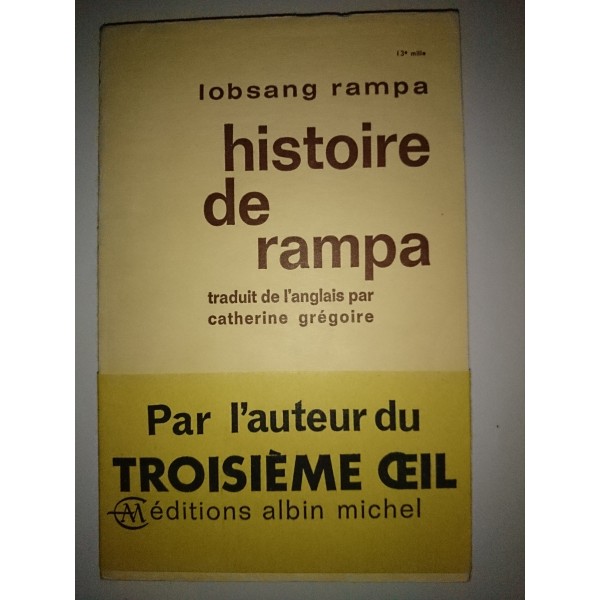 13e mille
lobsang rampa
histoire
de
rampa
traduit de l'anglais par
catherine grégoire
Par l'auteur du
TROISIÈME ŒIL
AM éditions albin michel